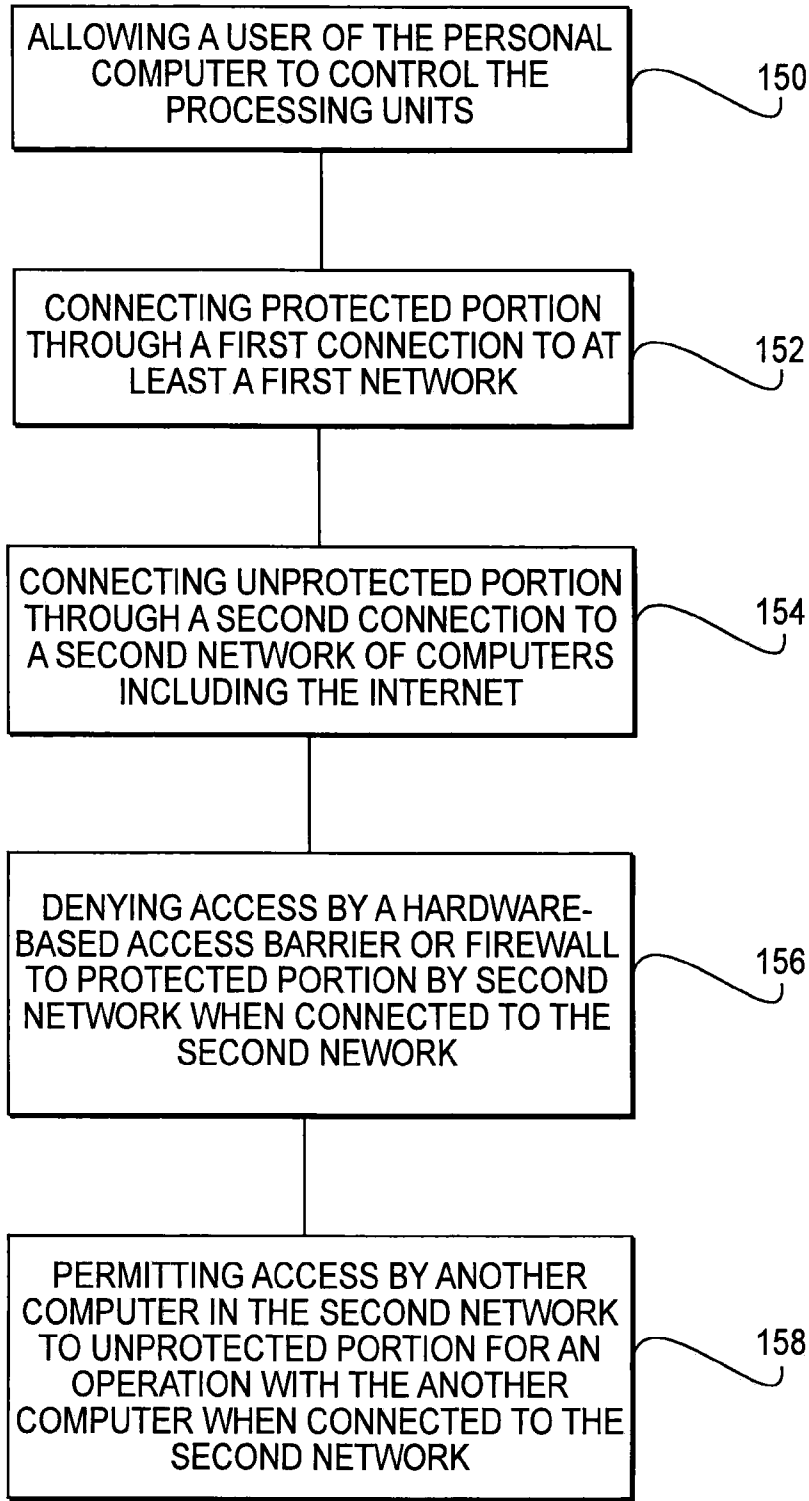 ALLOWING A USER OF THE PERSONAL
COMPUTER TO CONTROL THE
PROCESSING UNITS
150
CONNECTING PROTECTED PORTION
THROUGH A FIRST CONNECTION TO AT
LEAST A FIRST NETWORK
152
CONNECTING UNPROTECTED PORTION
THROUGH A SECOND CONNECTION TO
A SECOND NETWORK OF COMPUTERS
INCLUDING THE INTERNET
154
DENYING ACCESS BY A HARDWARE-
BASED ACCESS BARRIER OR FIREWALL
TO PROTECTED PORTION BY SECOND
NETWORK WHEN CONNECTED TO THE
SECOND NEWORK
156
PERMITTING ACCESS BY ANOTHER
COMPUTER IN THE SECOND NETWORK
TO UNPROTECTED PORTION FOR AN
OPERATION WITH THE ANOTHER
COMPUTER WHEN CONNECTED TO THE
SECOND NETWORK
158